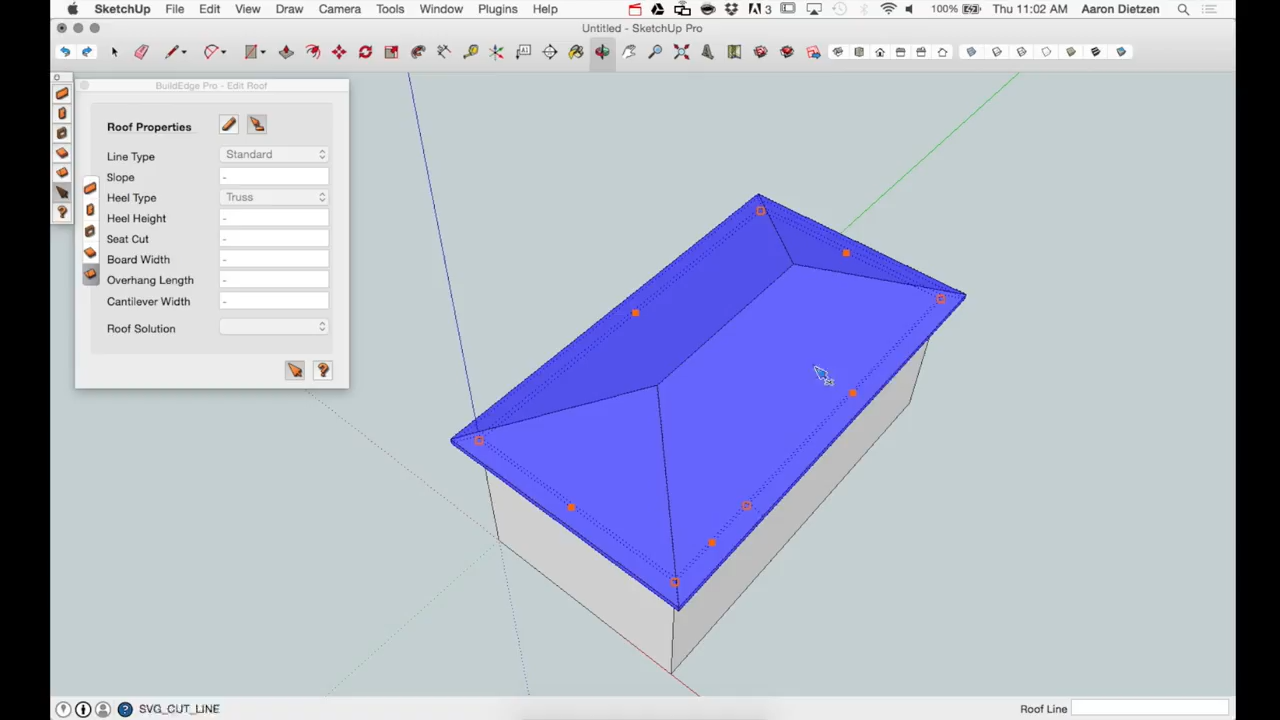 SketchUp File Edit View Draw Camera Tools Window Plugins Help 3 100% Thu 11:02 AM Aaron Dietzen
Untitled - SketchUp Pro
BuildEdge Pro - Edit Roof
Roof Properties
Line Type Standard
Slope -
Heel Type Truss
Heel Height -
Seat Cut -
Board Width -
Overhang Length -
Cantilever Width -
Roof Solution
SVG_CUT_LINE Roof Line